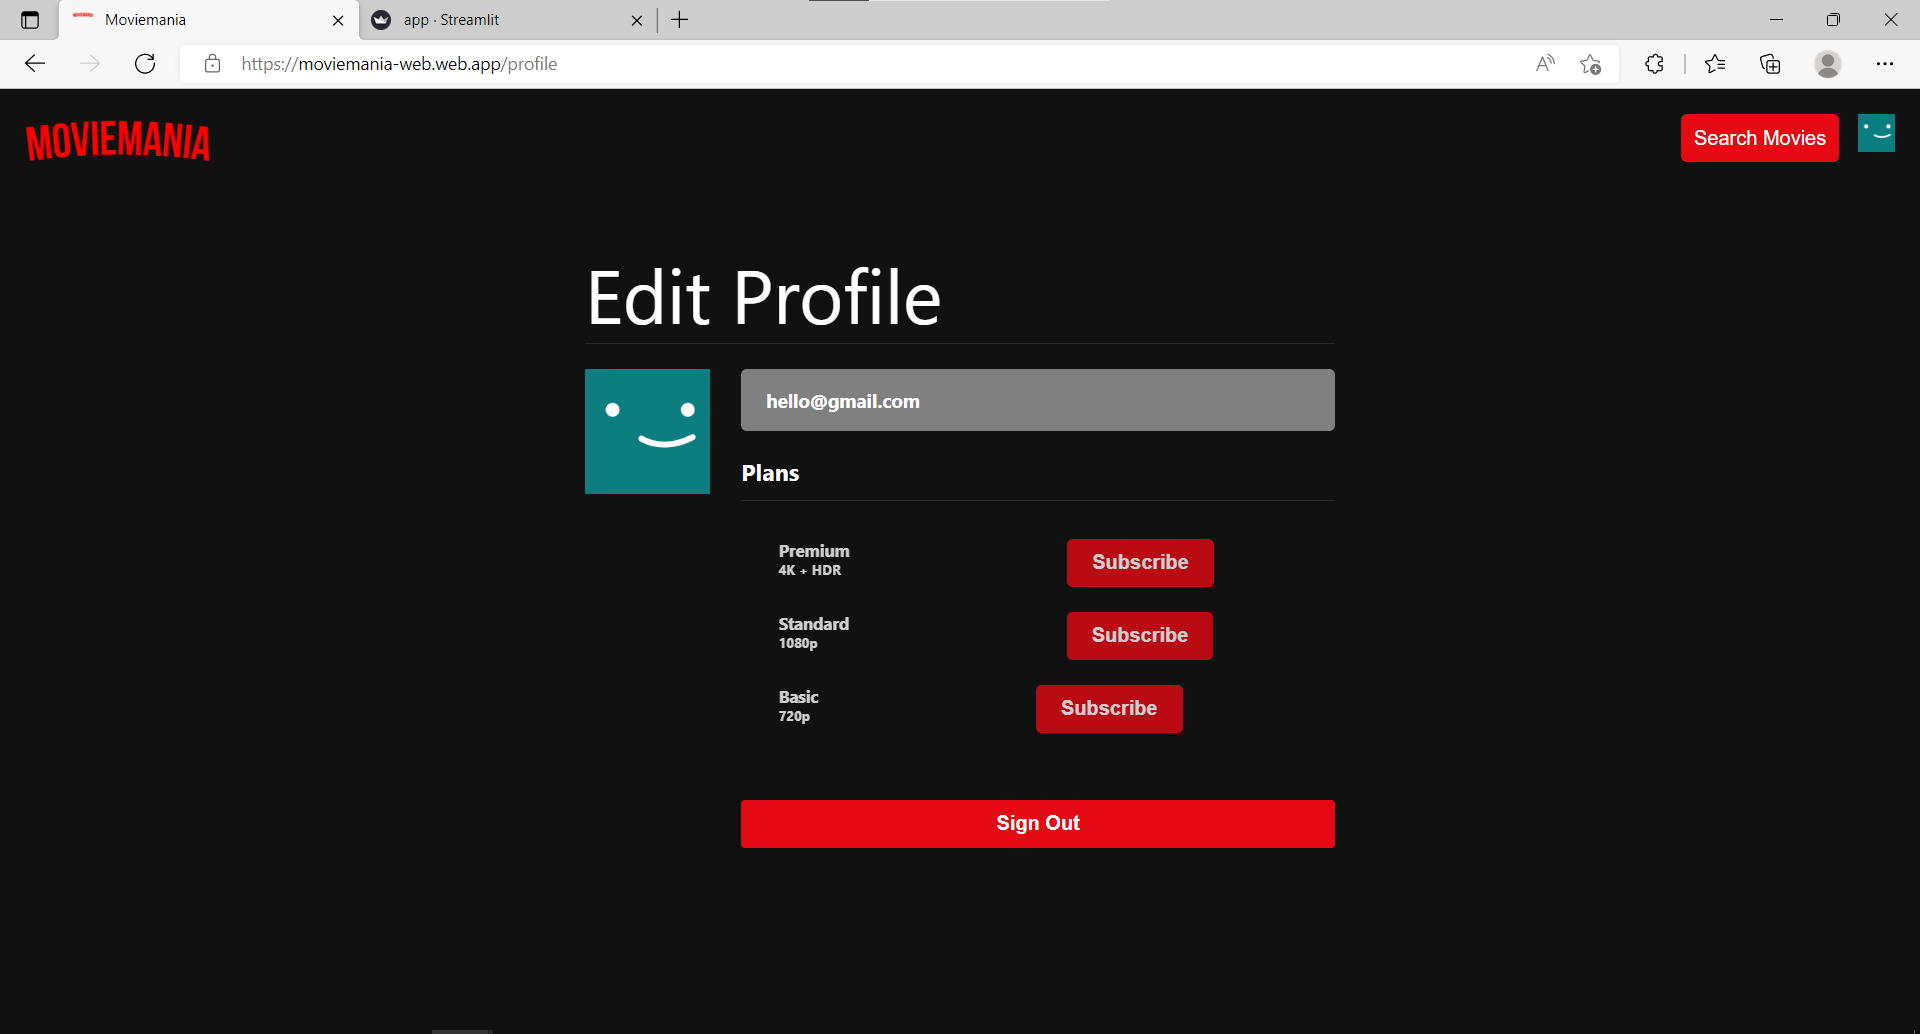 Moviemania
app · Streamlit
https://moviemania-web.web.app/profile
MOVIEMANIA
Search Movies
Edit Profile
hello@gmail.com
Plans
Premium
4K + HDR
Subscribe
Standard
1080p
Subscribe
Basic
720p
Subscribe
Sign Out